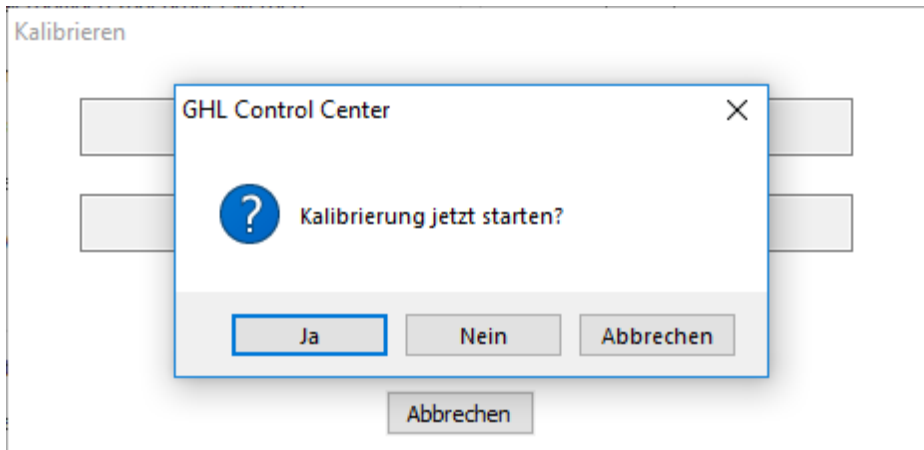 Kalibrieren
GHL Control Center
Kalibrierung jetzt starten?
Ja
Nein
Abbrechen
Abbrechen